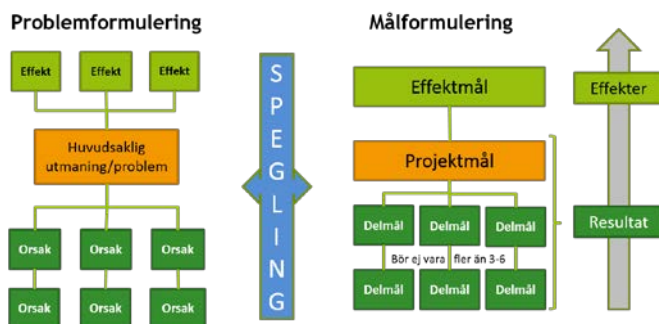 Problemformulering
Effekt
Effekt
Effekt
Huvudsaklig
utmaning/problem
Orsak
Orsak
Orsak
Orsak
Orsak
Orsak
SPEGLING
Målformulering
Effektmål
Projektmål
Delmål
Delmål
Delmål
Bör ej vara fler än 3-6
Delmål
Delmål
Delmål
Effekter
Resultat